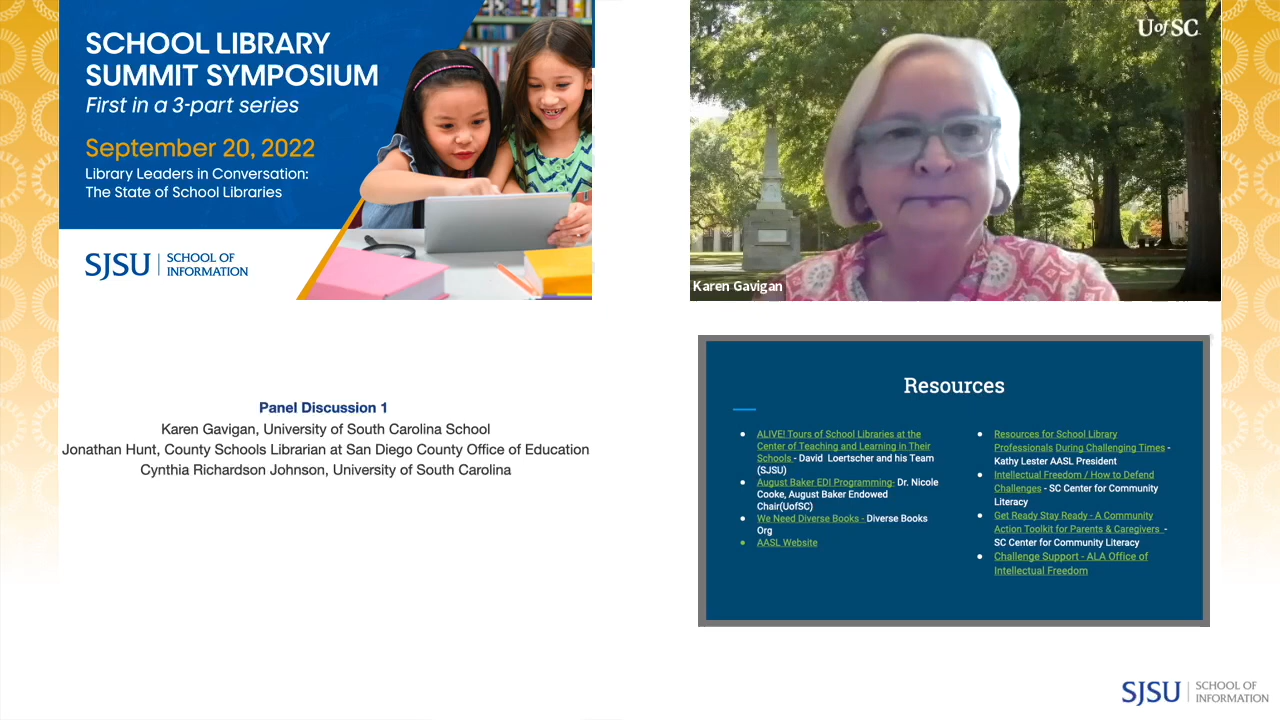 SCHOOL LIBRARY
SUMMIT SYMPOSIUM
First in a 3-part series
September 20, 2022
Library Leaders in Conversation:
The State of School Libraries
SJSU | SCHOOL OF
INFORMATION
UofSC
Karen Gavigan
Panel Discussion 1
Karen Gavigan, University of South Carolina School
Jonathan Hunt, County Schools Librarian at San Diego County Office of Education
Cynthia Richardson Johnson, University of South Carolina
Resources
● ALIVE! Tours of School Libraries at the
Center of Teaching and Learning in Their
Schools - David Loertscher and his Team
(SJSU)
● August Baker EDI Programming- Dr. Nicole
Cooke, August Baker Endowed
Chair(UofSC)
● We Need Diverse Books - Diverse Books
Org
● AASL Website
● Resources for School Library
Professionals During Challenging Times -
Kathy Lester AASL President
● Intellectual Freedom / How to Defend
Challenges - SC Center for Community
Literacy
● Get Ready Stay Ready - A Community
Action Toolkit for Parents & Caregivers -
SC Center for Community Literacy
● Challenge Support - ALA Office of
Intellectual Freedom
SJSU | SCHOOL OF
INFORMATION